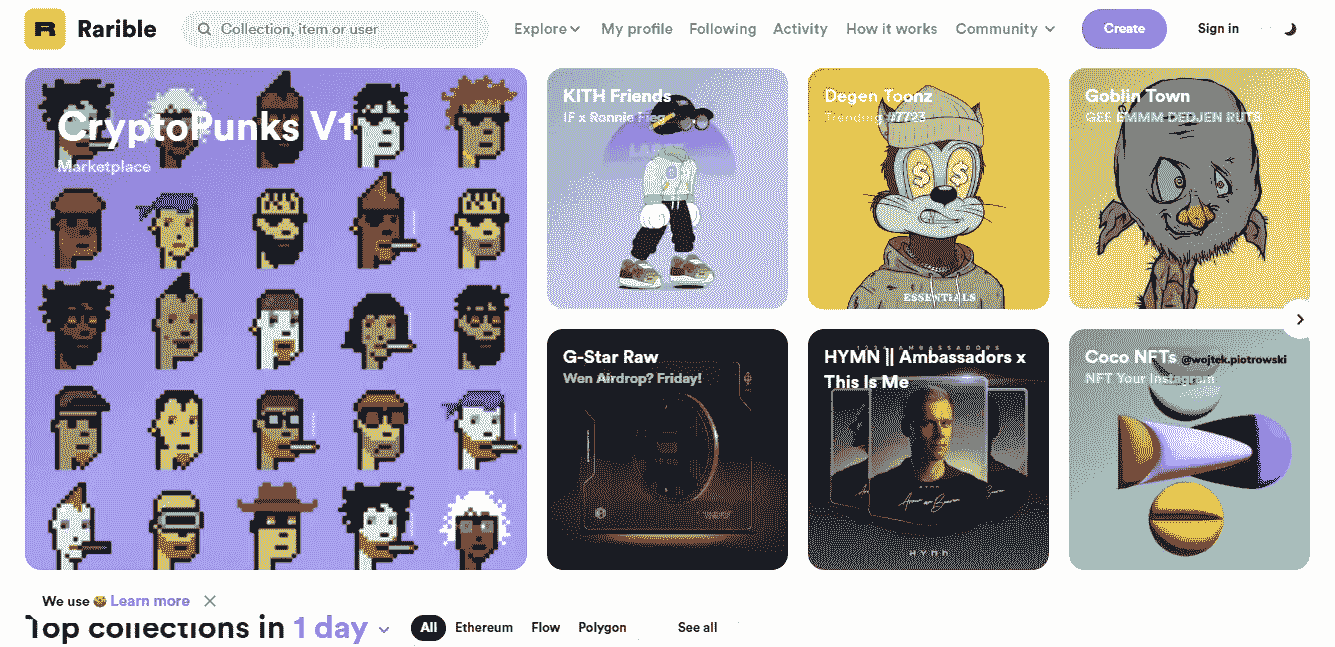 Rarible
Collection, item or user
Explore
My profile
Following
Activity
How it works
Community
Create
Sign in
CryptoPunks V1
Marketplace
KITH Friends
IF x Ronnie Fieg
Degen Toonz
Trending #7723
ESSENTIALS
Goblin Town
GEE EMMM DEDJEN RUTS
G-Star Raw
Wen Airdrop? Friday!
HYMN || Ambassadors x
This Is Me
AMBASSADORS
HYMN
Coco NFTs
@wojtek.piotrowski
NFT Your Instagram
We use Learn more
Top collections in 1 day
All
Ethereum
Flow
Polygon
See all